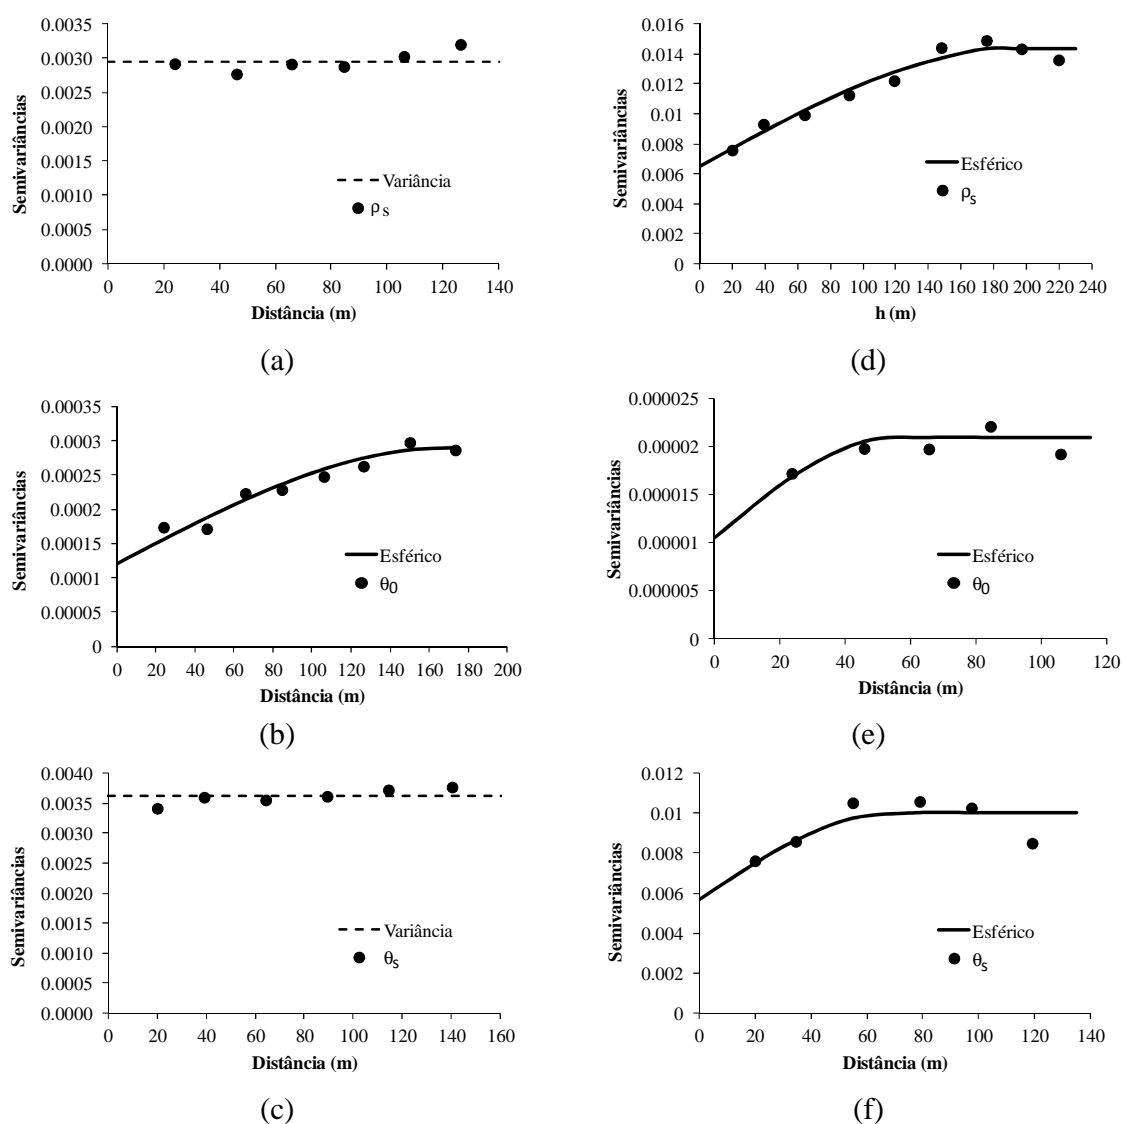 0.0035
0.0030
0.0025
0.0020
0.0015
0.0010
0.0005
0.0000
Semivariâncias
0 20 40 60 80 100 120 140
Distância (m)
Variância
ρs
(a)
0.016
0.014
0.012
0.01
0.008
0.006
0.004
0.002
0
Semivariâncias
0 20 40 60 80 100 120 140 160 180 200 220 240
h (m)
Esférico
ρs
(d)
0.00035
0.0003
0.00025
0.0002
0.00015
0.0001
0.00005
0
Semivariâncias
0 20 40 60 80 100 120 140 160 180 200
Distância (m)
Esférico
θ0
(b)
0.000025
0.00002
0.000015
0.00001
0.000005
0
Semivariâncias
0 20 40 60 80 100 120
Distância (m)
Esférico
θ0
(e)
0.0040
0.0035
0.0030
0.0025
0.0020
0.0015
0.0010
0.0005
0.0000
Semivariâncias
0 20 40 60 80 100 120 140 160
Distância (m)
Variância
θs
(c)
0.012
0.01
0.008
0.006
0.004
0.002
0
Semivariâncias
0 20 40 60 80 100 120 140
Distância (m)
Esférico
θs
(f)